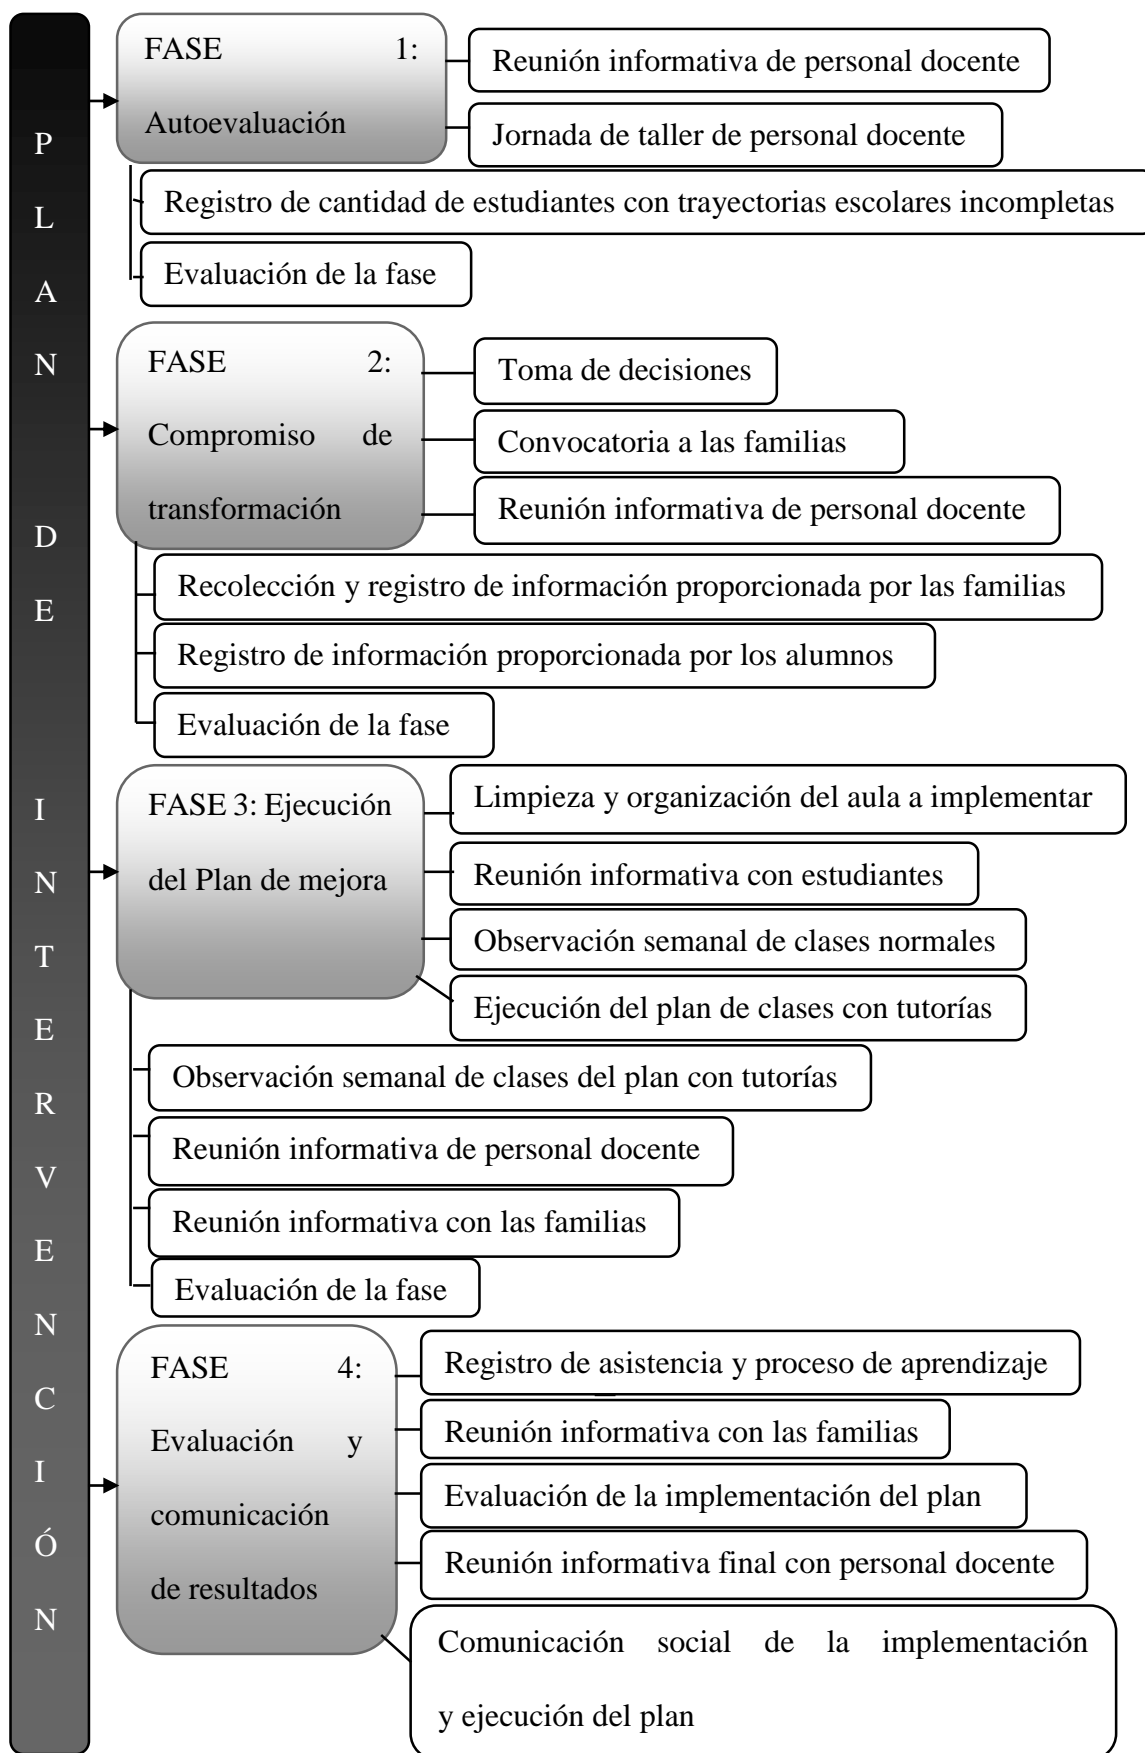 PLAN DE INTERVENCIÓN
FASE 1:
Autoevaluación
Reunión informativa de personal docente
Jornada de taller de personal docente
Registro de cantidad de estudiantes con trayectorias escolares incompletas
Evaluación de la fase
FASE 2:
Compromiso de
transformación
Toma de decisiones
Convocatoria a las familias
Reunión informativa de personal docente
Recolección y registro de información proporcionada por las familias
Registro de información proporcionada por los alumnos
Evaluación de la fase
FASE 3: Ejecución
del Plan de mejora
Limpieza y organización del aula a implementar
Reunión informativa con estudiantes
Observación semanal de clases normales
Ejecución del plan de clases con tutorías
Observación semanal de clases del plan con tutorías
Reunión informativa de personal docente
Reunión informativa con las familias
Evaluación de la fase
FASE 4:
Evaluación y
comunicación
de resultados
Registro de asistencia y proceso de aprendizaje
Reunión informativa con las familias
Evaluación de la implementación del plan
Reunión informativa final con personal docente
Comunicación social de la implementación
y ejecución del plan